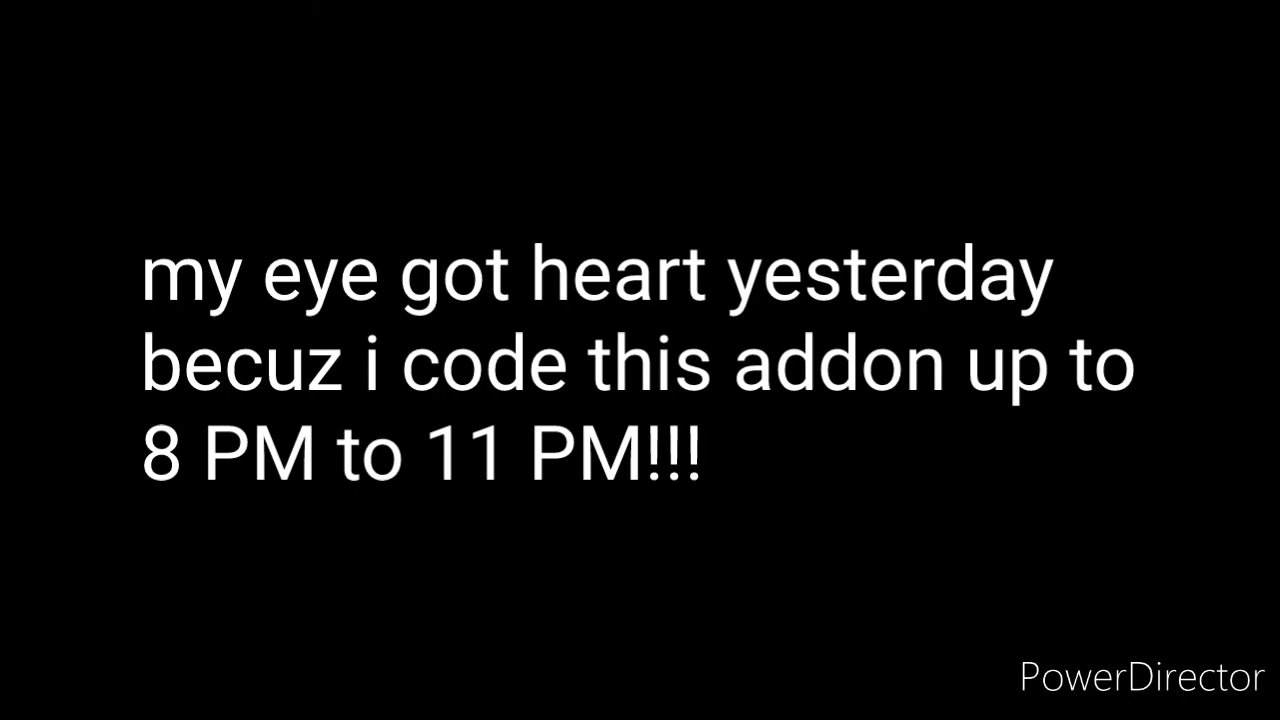 my eye got heart yesterday
becuz i code this addon up to
8 PM to 11 PM!!!
PowerDirector